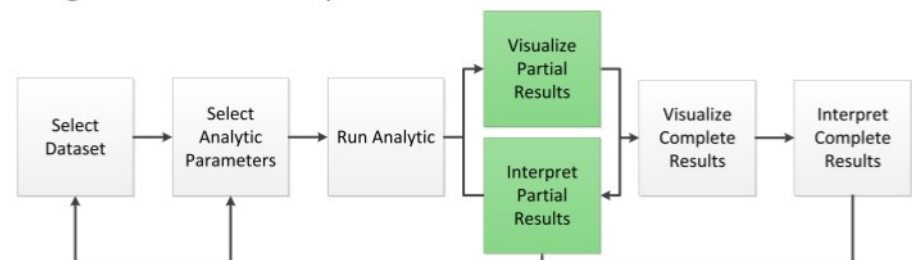 Select
Dataset
Select
Analytic
Parameters
Run Analytic
Visualize
Partial
Results
Interpret
Partial
Results
Visualize
Complete
Results
Interpret
Complete
Results